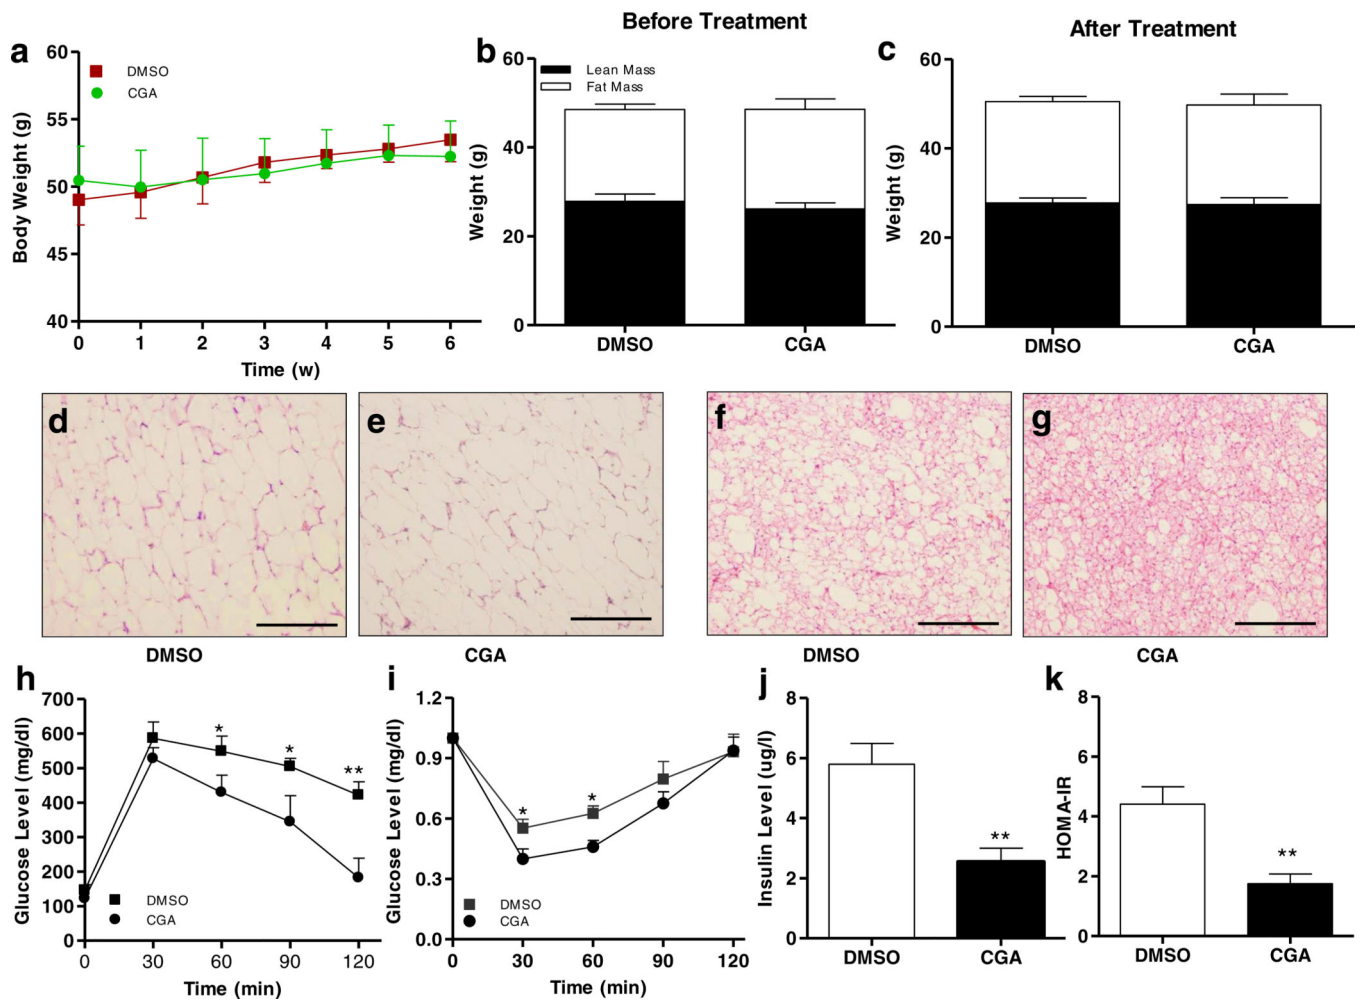 Before Treatment
After Treatment
a
60
55
50
45
40
Body Weight (g)
DMSO
CGA
0 1 2 3 4 5 6
Time (w)
b
60
40
20
0
Weight (g)
Lean Mass
Fat Mass
DMSO CGA
c
60
40
20
0
Weight (g)
DMSO CGA
d
DMSO
e
CGA
f
DMSO
g
CGA
h
700
600
500
400
300
200
100
0
Glucose Level (mg/dl)
* * **
DMSO
CGA
0 30 60 90 120
Time (min)
i
1.2
0.9
0.6
0.3
0.0
Glucose Level (mg/dl)
* *
DMSO
CGA
0 30 60 90 120
Time (min)
j
8
6
4
2
0
Insulin Level (ug/l)
**
DMSO CGA
k
8
6
4
2
0
HOMA-IR
**
DMSO CGA